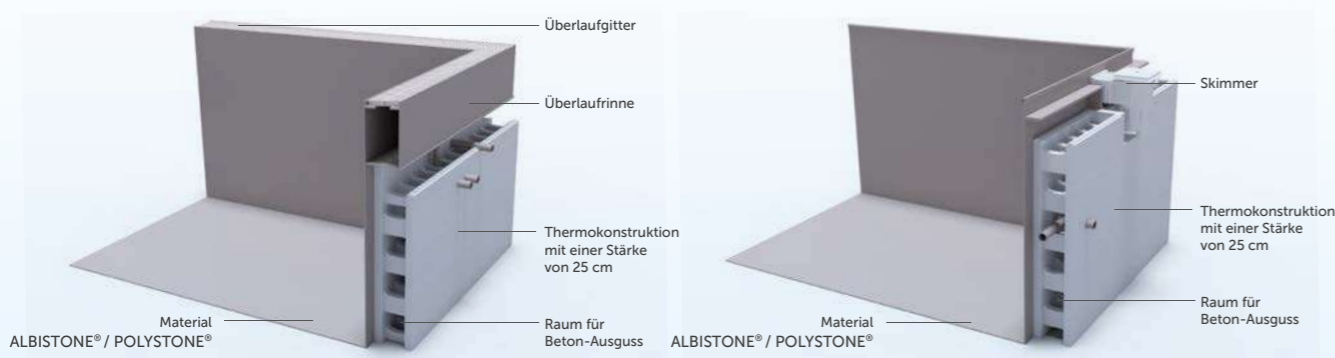 Überlaufgitter
Überlaufrinne
Thermokonstruktion
mit einer Stärke
von 25 cm
Raum für
Beton-Ausguss
Material
ALBISTONE® / POLYSTONE®
Skimmer
Thermokonstruktion
mit einer Stärke
von 25 cm
Raum für
Beton-Ausguss
Material
ALBISTONE® / POLYSTONE®